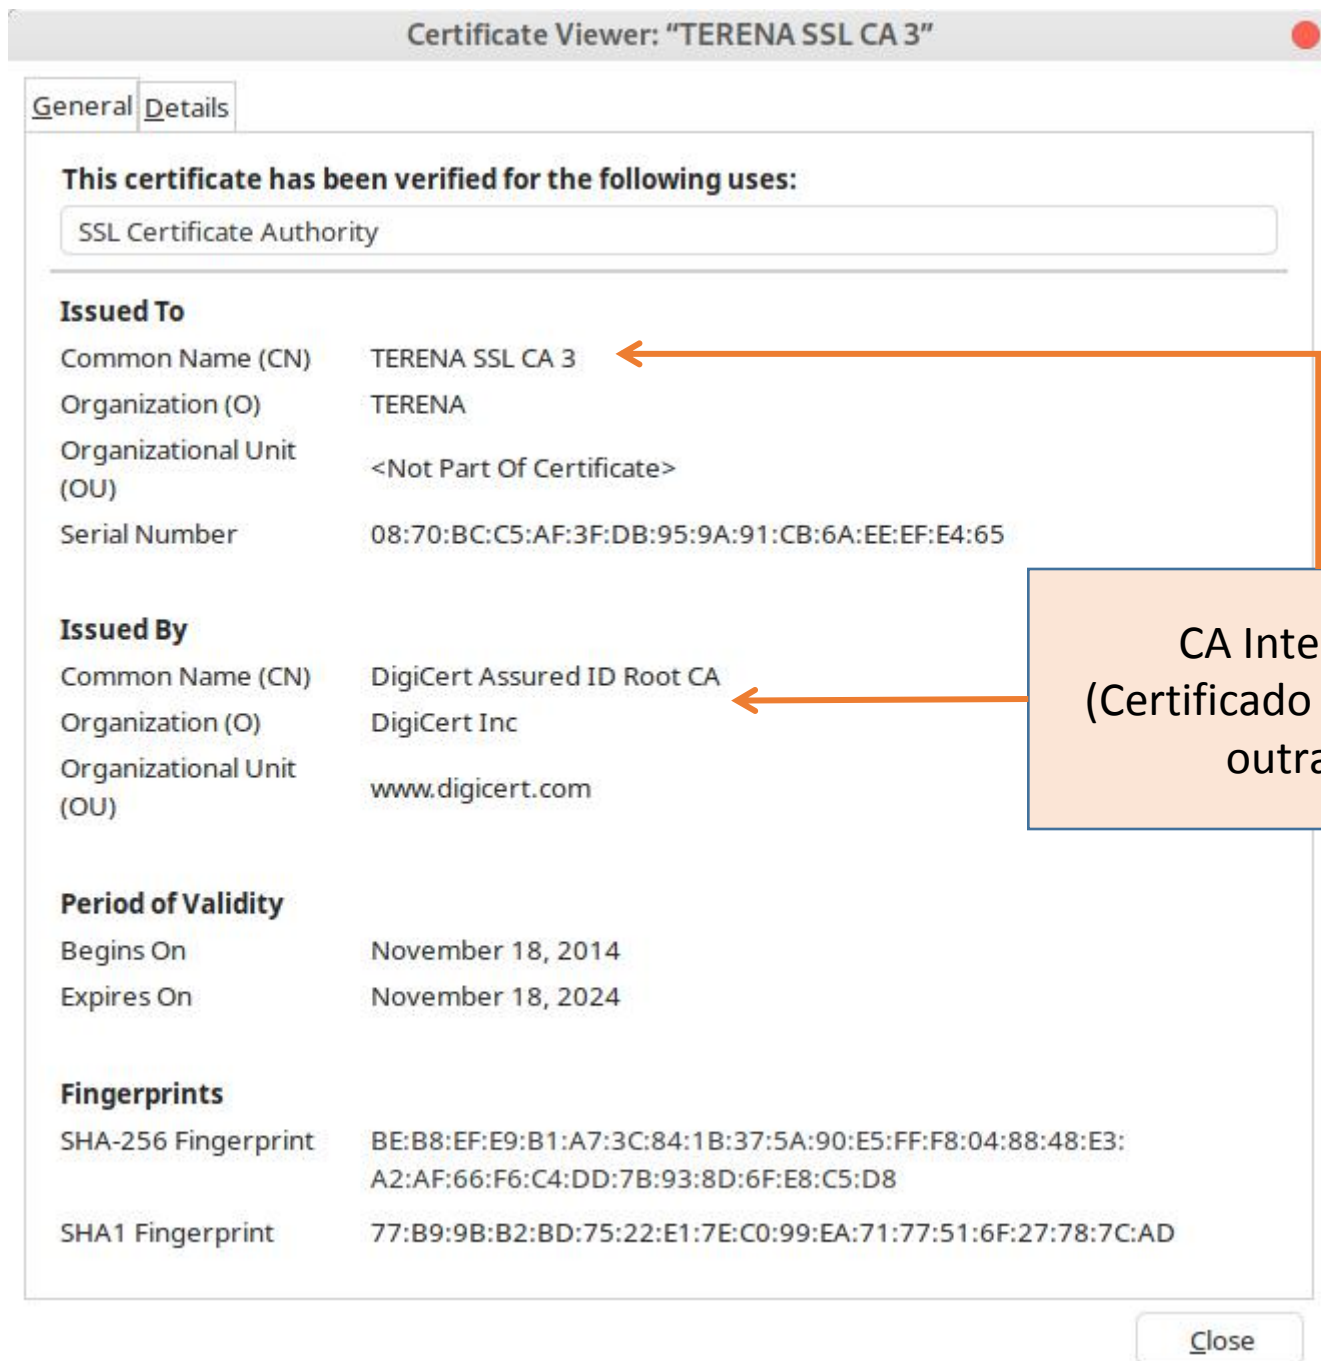 Certificate Viewer: “TERENA SSL CA 3”
General Details
This certificate has been verified for the following uses:
SSL Certificate Authority
Issued To
Common Name (CN) TERENA SSL CA 3
Organization (O) TERENA
Organizational Unit
(OU) <Not Part Of Certificate>
Serial Number 08:70:BC:C5:AF:3F:DB:95:9A:91:CB:6A:EE:EF:E4:65
CA Inte
(Certificado
outra
Issued By
Common Name (CN) DigiCert Assured ID Root CA
Organization (O) DigiCert Inc
Organizational Unit
(OU) www.digicert.com
Period of Validity
Begins On November 18, 2014
Expires On November 18, 2024
Fingerprints
SHA-256 Fingerprint BE:B8:EF:E9:B1:A7:3C:84:1B:37:5A:90:E5:FF:F8:04:88:48:E3:
A2:AF:66:F6:C4:DD:7B:93:8D:6F:E8:C5:D8
SHA1 Fingerprint 77:B9:9B:B2:BD:75:22:E1:7E:C0:99:EA:71:77:51:6F:27:78:7C:AD
Close